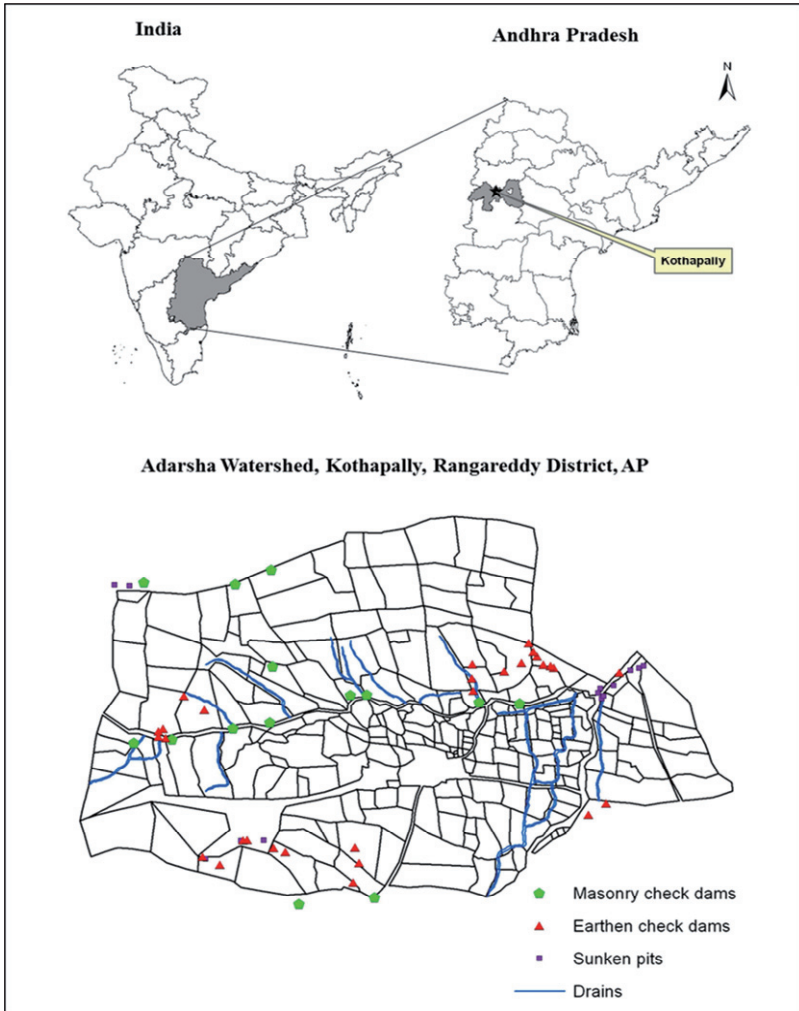 India
Andhra Pradesh
N
Kothapally
Adarsha Watershed, Kothapally, Rangareddy District, AP
Masonry check dams
Earthen check dams
Sunken pits
Drains